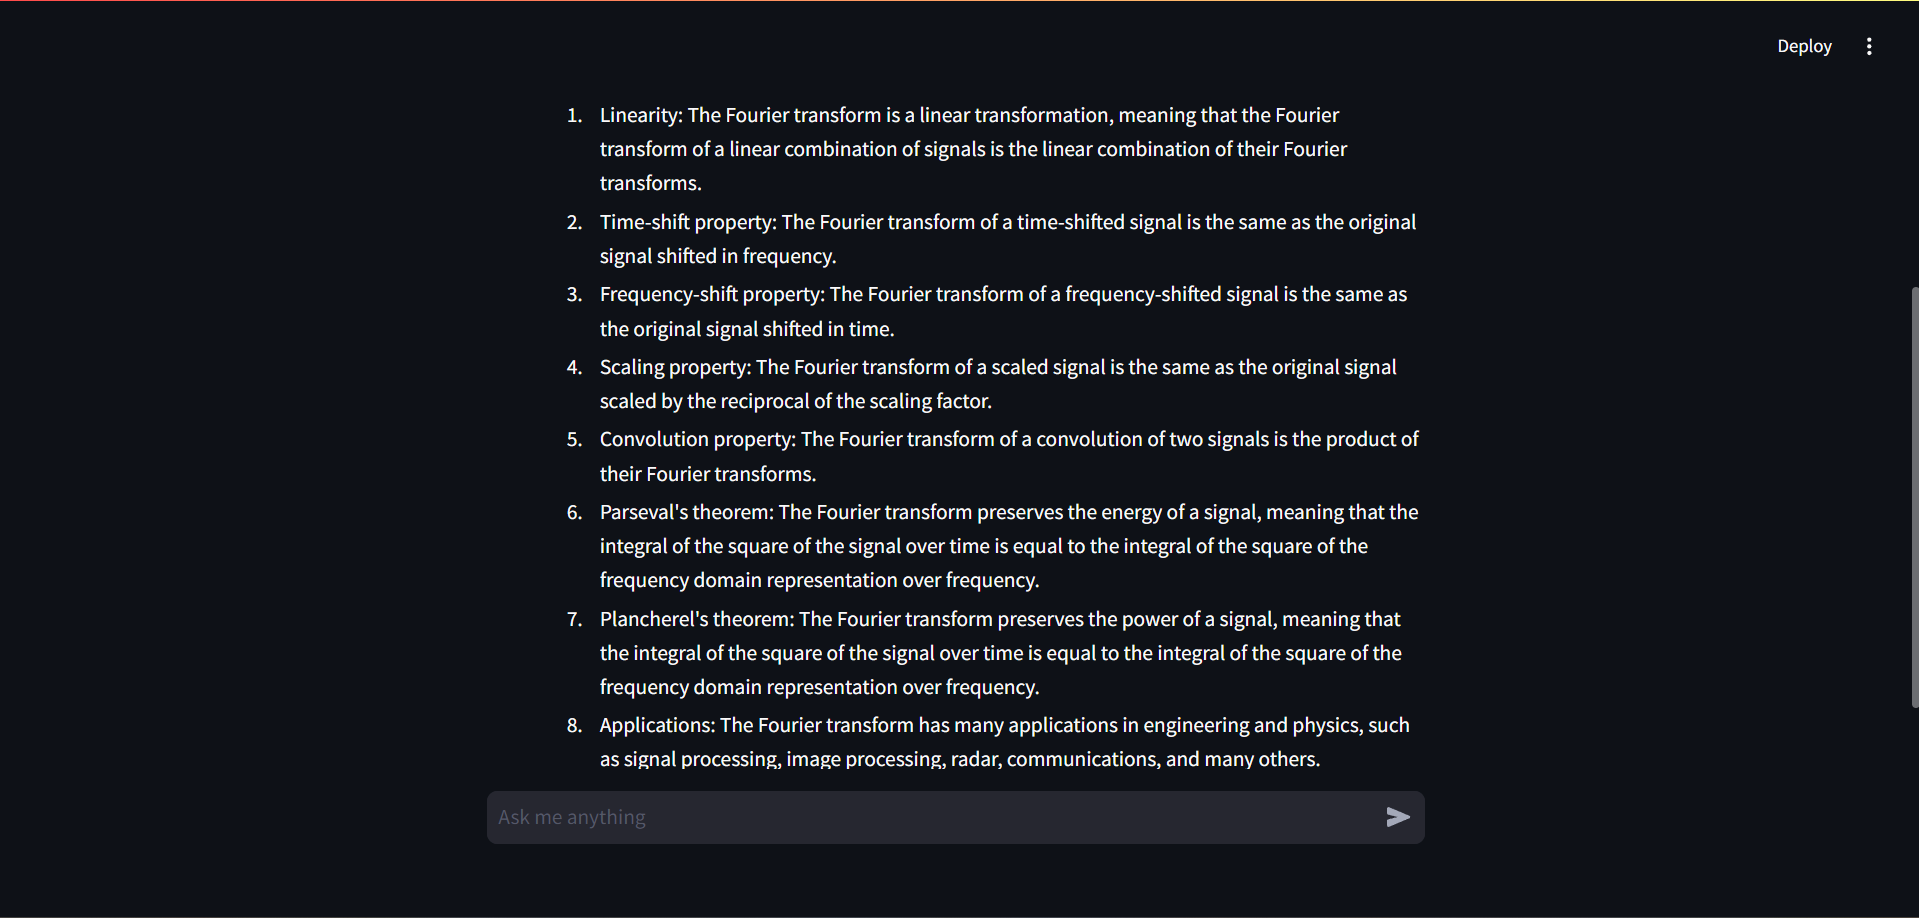 Deploy
1. Linearity: The Fourier transform is a linear transformation, meaning that the Fourier
transform of a linear combination of signals is the linear combination of their Fourier
transforms.
2. Time-shift property: The Fourier transform of a time-shifted signal is the same as the original
signal shifted in frequency.
3. Frequency-shift property: The Fourier transform of a frequency-shifted signal is the same as
the original signal shifted in time.
4. Scaling property: The Fourier transform of a scaled signal is the same as the original signal
scaled by the reciprocal of the scaling factor.
5. Convolution property: The Fourier transform of a convolution of two signals is the product of
their Fourier transforms.
6. Parseval's theorem: The Fourier transform preserves the energy of a signal, meaning that the
integral of the square of the signal over time is equal to the integral of the square of the
frequency domain representation over frequency.
7. Plancherel's theorem: The Fourier transform preserves the power of a signal, meaning that
the integral of the square of the signal over time is equal to the integral of the square of the
frequency domain representation over frequency.
8. Applications: The Fourier transform has many applications in engineering and physics, such
as signal processing, image processing, radar, communications, and many others.
Ask me anything